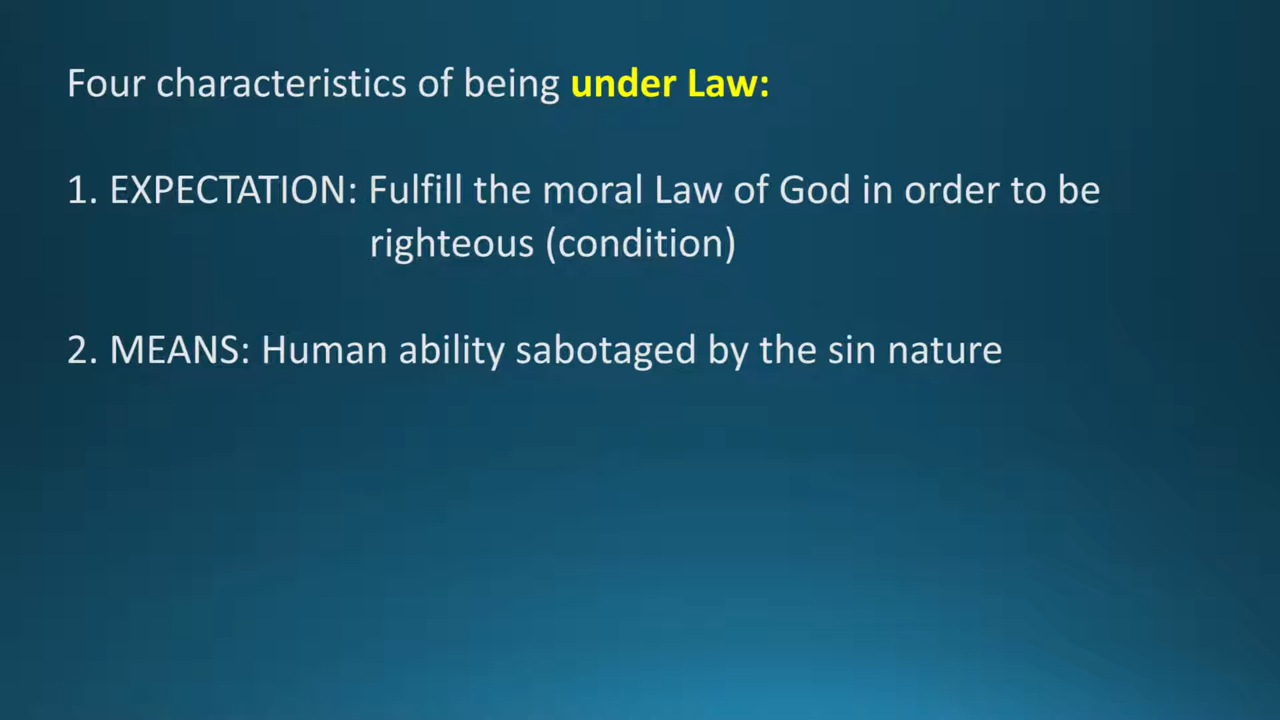 Four characteristics of being under Law:
1. EXPECTATION: Fulfill the moral Law of God in order to be
righteous (condition)
2. MEANS: Human ability sabotaged by the sin nature